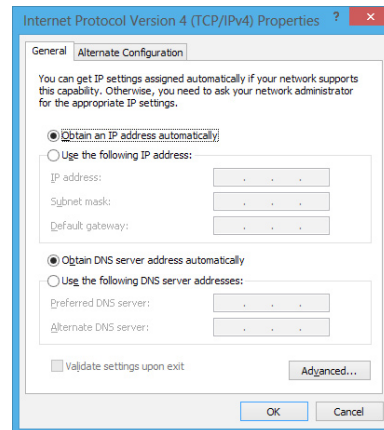 Internet Protocol Version 4 (TCP/IPv4) Properties ? ×
General Alternate Configuration
You can get IP settings assigned automatically if your network supports
this capability. Otherwise, you need to ask your network administrator
for the appropriate IP settings.
Obtain an IP address automatically
Use the following IP address:
IP address:
Subnet mask:
Default gateway:
Obtain DNS server address automatically
Use the following DNS server addresses:
Preferred DNS server:
Alternate DNS server:
Validate settings upon exit
Advanced...
OK Cancel